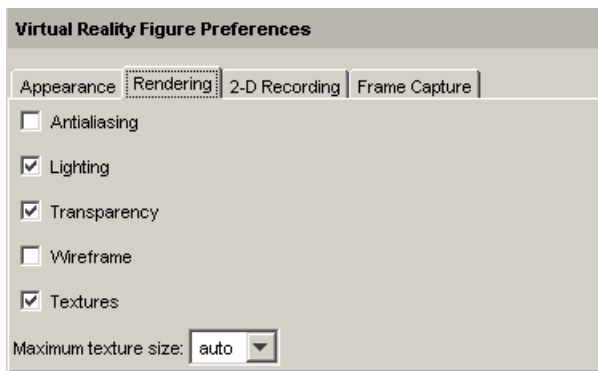 Virtual Reality Figure Preferences
Appearance Rendering 2-D Recording Frame Capture
Antialiasing
Lighting
Transparency
Wireframe
Textures
Maximum texture size: auto